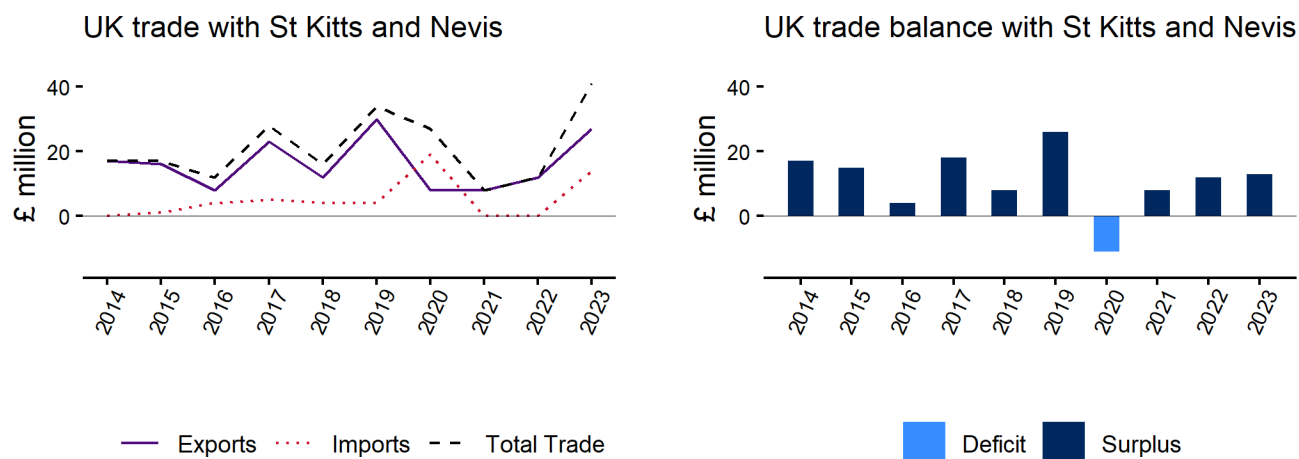 UK trade with St Kitts and Nevis
£ million
40
20
0
2014 2015 2016 2017 2018 2019 2020 2021 2022 2023
Exports Imports Total Trade
UK trade balance with St Kitts and Nevis
£ million
40
20
0
2014 2015 2016 2017 2018 2019 2020 2021 2022 2023
Deficit Surplus